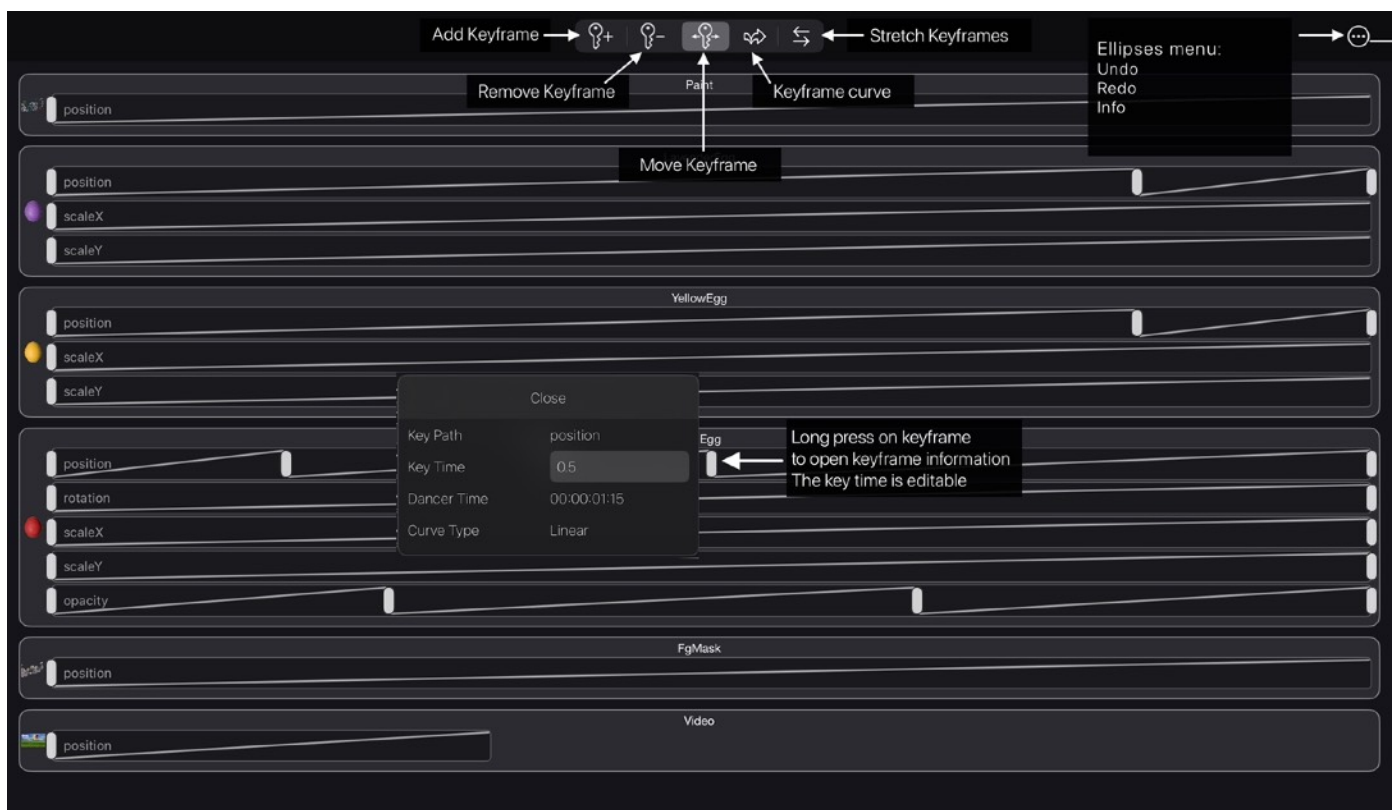 Add Keyframe
Stretch Keyframes
Ellipses menu:
Undo
Redo
Info
Remove Keyframe
Paint
Keyframe curve
position
Move Keyframe
position
scaleX
scaleY
YellowEgg
position
scaleX
scaleY
Close
Key Path position
Key Time 0.5
Dancer Time 00:00:01:15
Curve Type Linear
Egg
Long press on keyframe
to open keyframe information
The key time is editable
position
rotation
scaleX
scaleY
opacity
FgMask
position
Video
position